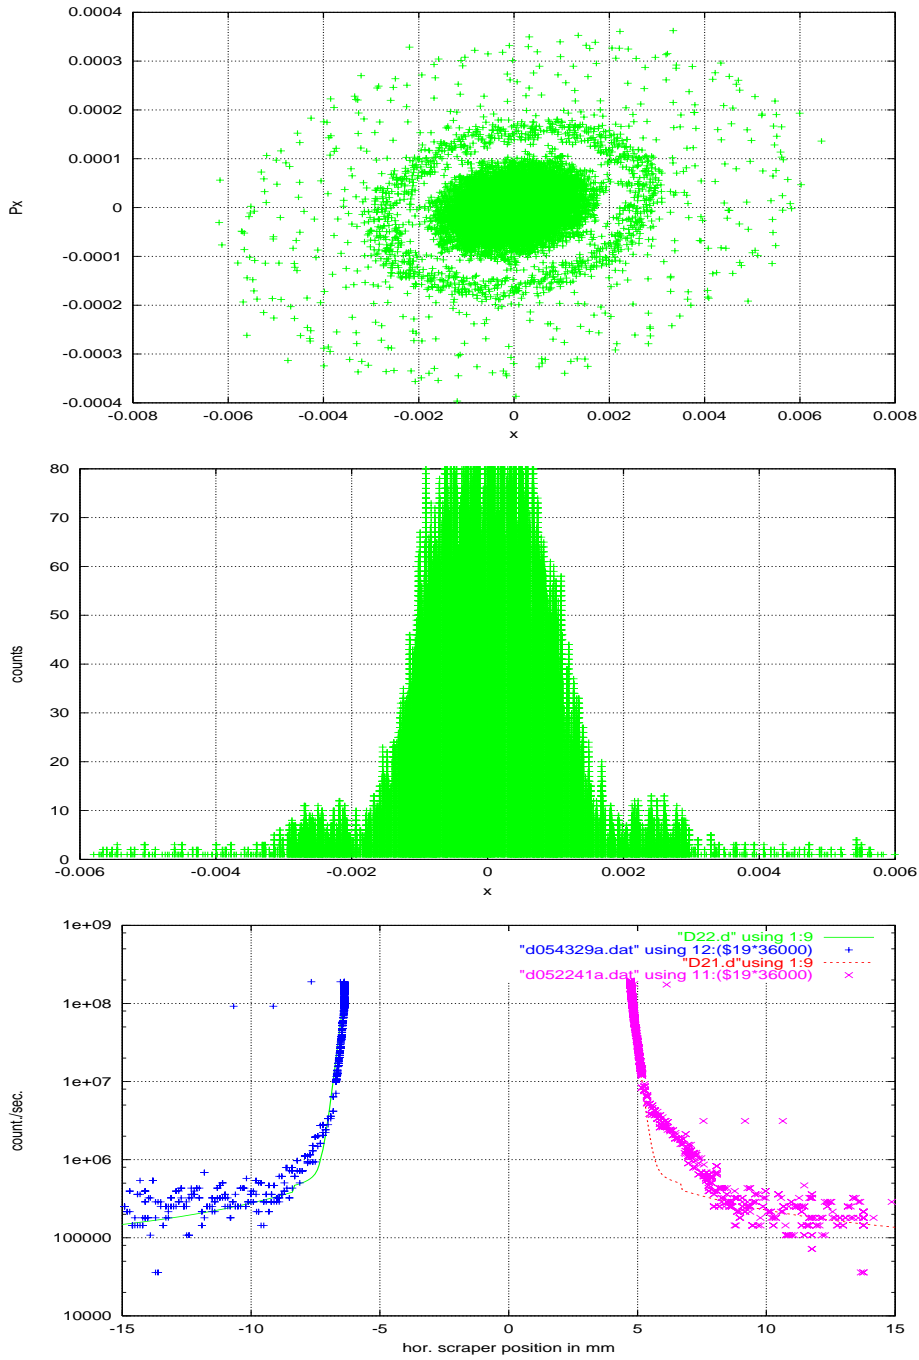 0.0004
0.0003
0.0002
0.0001
0
-0.0001
-0.0002
-0.0003
-0.0004
Px
-0.008 -0.006 -0.004 -0.002 0 0.002 0.004 0.006 0.008
x
80
70
60
50
40
30
20
10
0
counts
-0.006 -0.004 -0.002 0 0.002 0.004 0.006
x
1e+09
1e+08
1e+07
1e+06
100000
10000
count./sec.
"D22.d" using 1:9
"d054329a.dat" using 12:($19*36000)
"D21.d"using 1:9
"d052241a.dat" using 11:($19*36000)
-15 -10 -5 0 5 10 15
hor. scraper position in mm